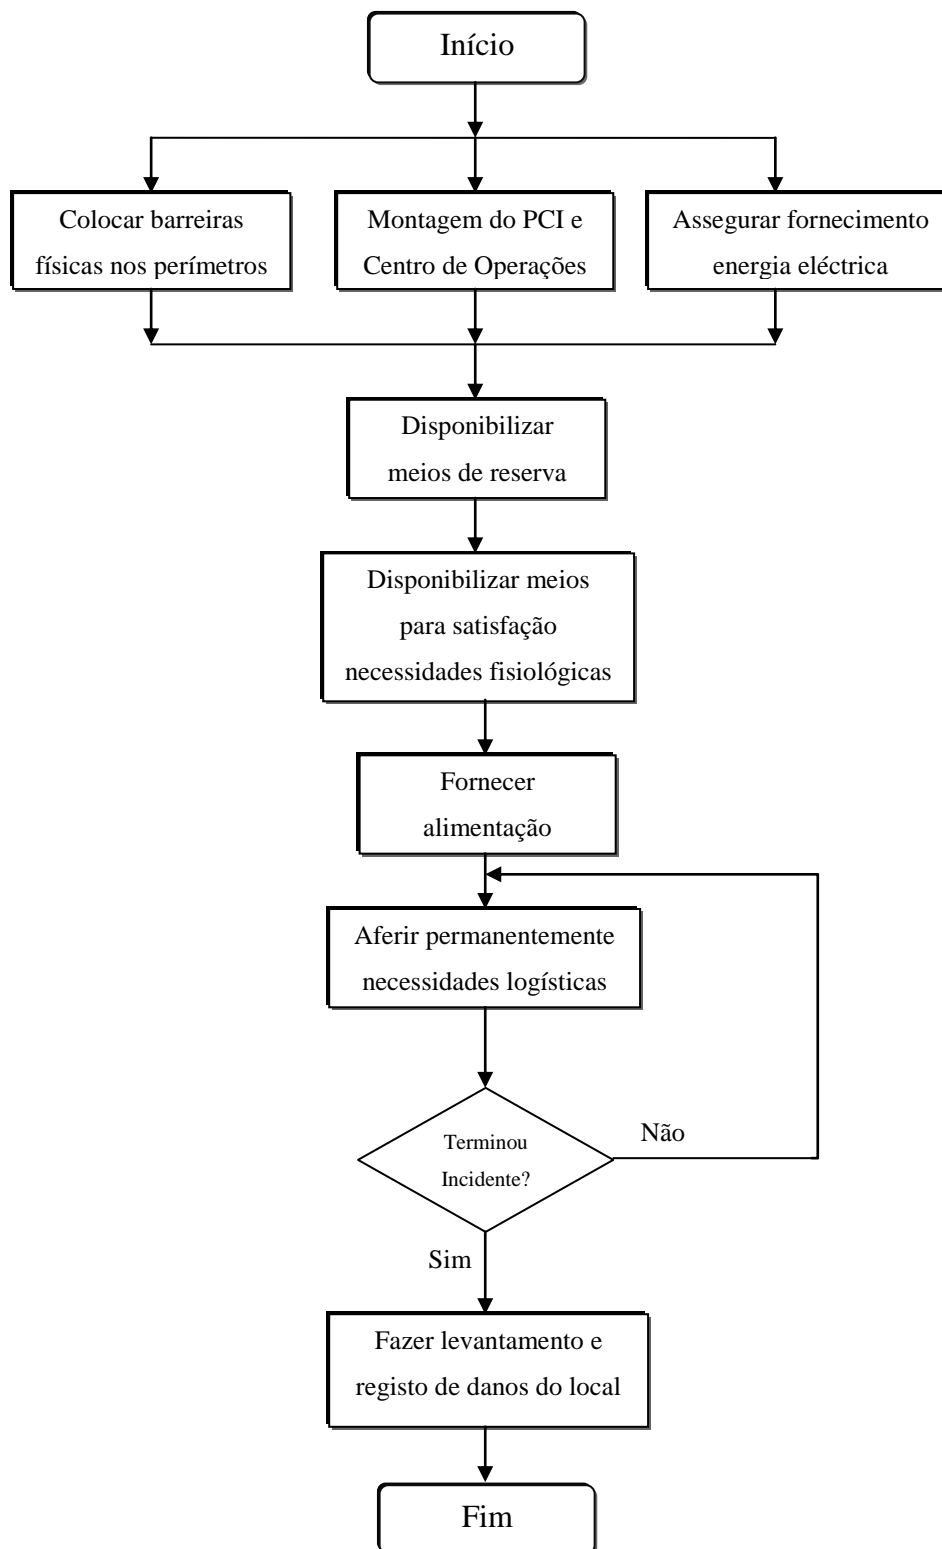 Início
Colocar barreiras
físicas nos perímetros
Montagem do PCI e
Centro de Operações
Assegurar fornecimento
energia eléctrica
Disponibilizar
meios de reserva
Disponibilizar meios
para satisfação
necessidades fisiológicas
Fornecer
alimentação
Aferir permanentemente
necessidades logísticas
Terminou
Incidente?
Não
Sim
Fazer levantamento e
registo de danos do local
Fim